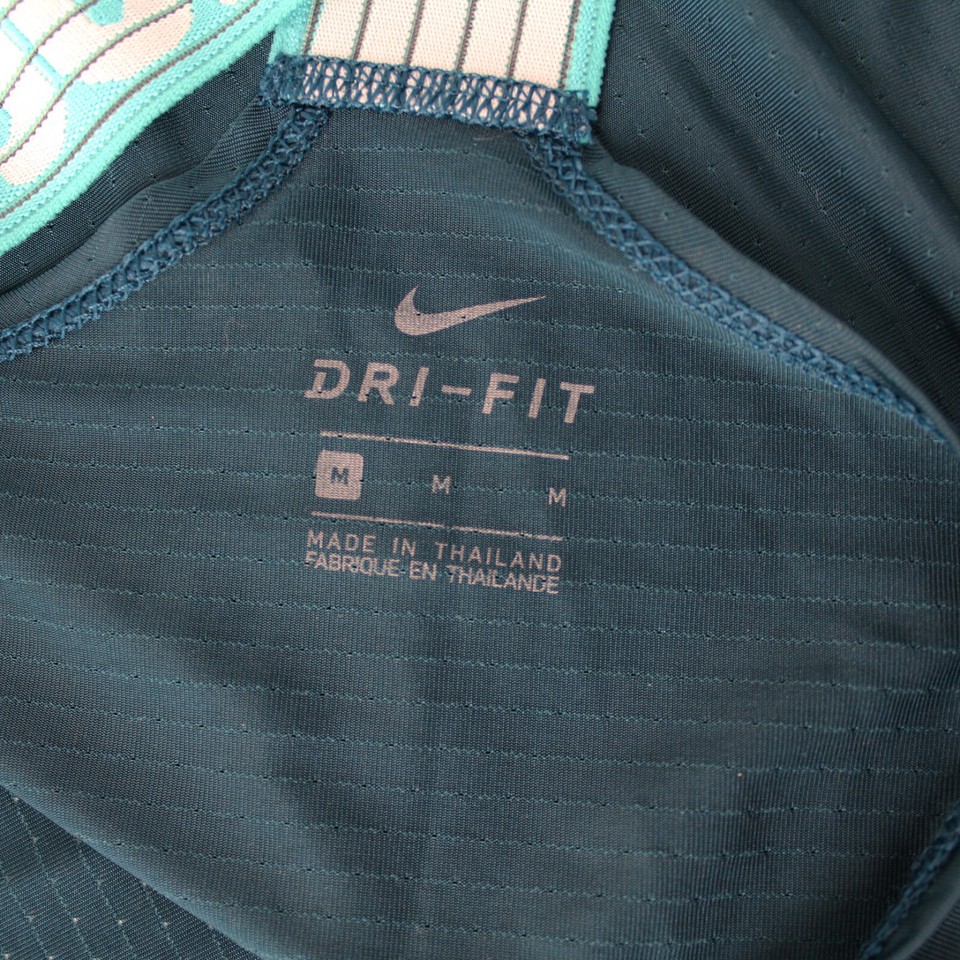 DRI-FIT
M M M
MADE IN THAILAND
FABRIQUE EN THAILANDE